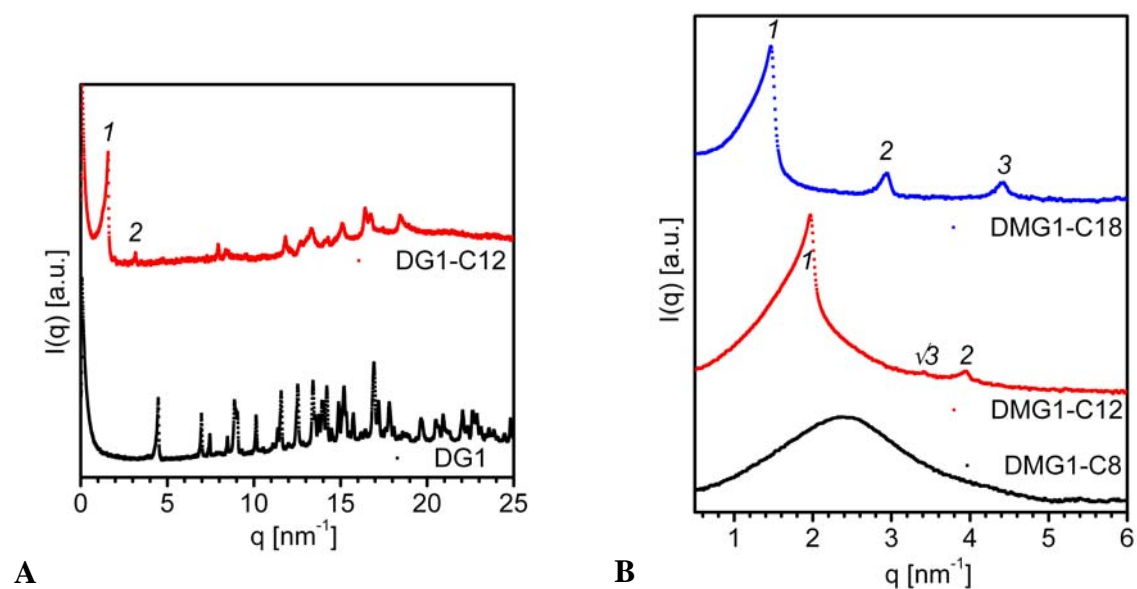 I(q) [a.u.]
1
2
DG1-C12
DG1
0 5 10 15 20 25
q [nm⁻¹]
A
I(q) [a.u.]
1
2
3
DMG1-C18
1
√3
2
DMG1-C12
DMG1-C8
1 2 3 4 5 6
q [nm⁻¹]
B